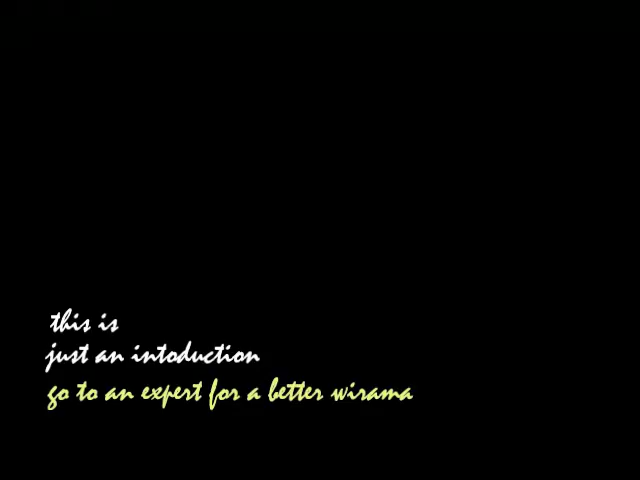 this is
just an intoduction
go to an expert for a better wirama